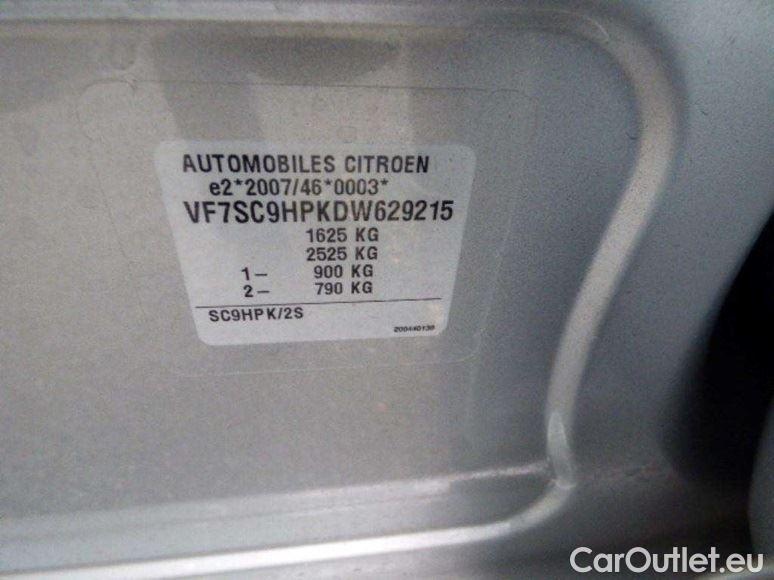 AUTOMOBILES CITROEN
e2*2007/46*0003*
VF7SC9HPKDW629215
1625 KG
2525 KG
1- 900 KG
2- 790 KG
SC9HPK/2S
200440139
CarOutlet.eu